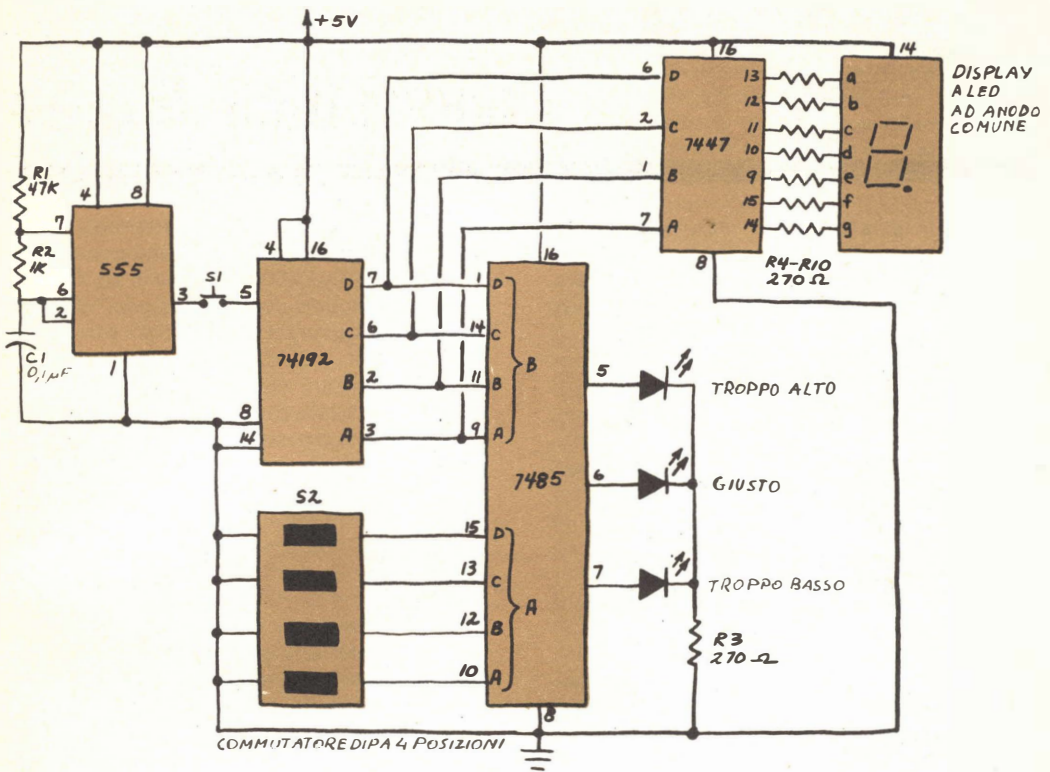 +5V
16
14
6 D
13
a
DISPLAY
A LED
AD ANODO
COMUNE
12
b
2 C
11
c
7447
10
d
1 B
9
e
15
f
7 A
14
g
8
R4-R10
270Ω
R1
47K
4
8
7
R2
1K
555
6
2
3
S1
5
1
C1
0,1µF
4
16
D 7
C 6
74192
B 2
A 3
8
14
16
1 D
14 C
11 B
9 A
B
5
TROPPO ALTO
7485
6
GIUSTO
7
TROPPO BASSO
S2
15 D
13 C
12 B
10 A
A
R3
270Ω
8
COMMUTATORE DIP A 4 POSIZIONI